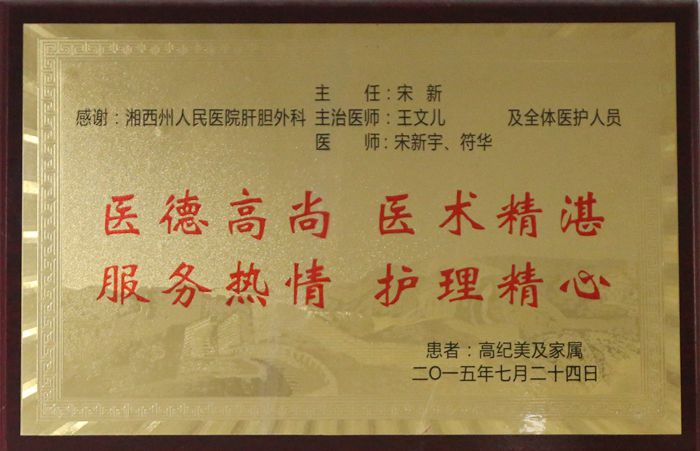 主 任：宋 新
感谢：湘西州人民医院肝胆外科 主治医师：王文儿 及全体医护人员
医 师：宋新宇、符华
医德高尚 医术精湛
服务热情 护理精心
患者：高纪美及家属
二〇一五年七月二十四日